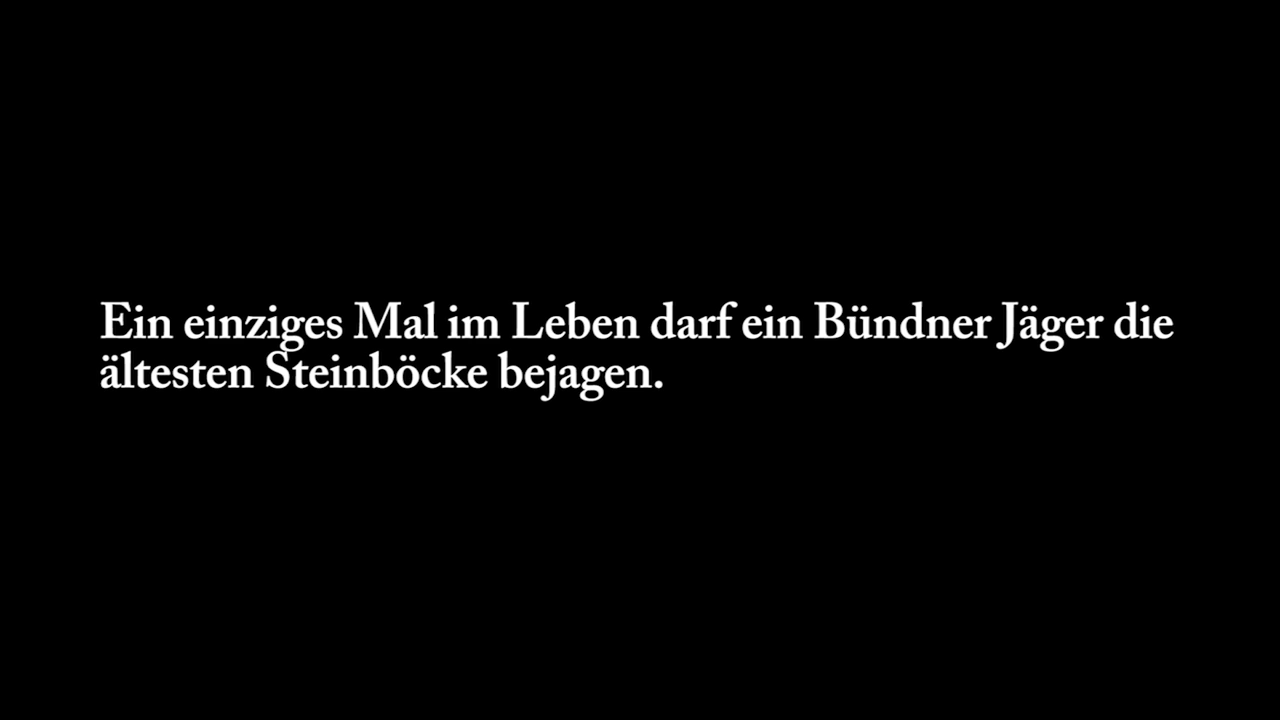 Ein einziges Mal im Leben darf ein Bündner Jäger die
ältesten Steinböcke bejagen.